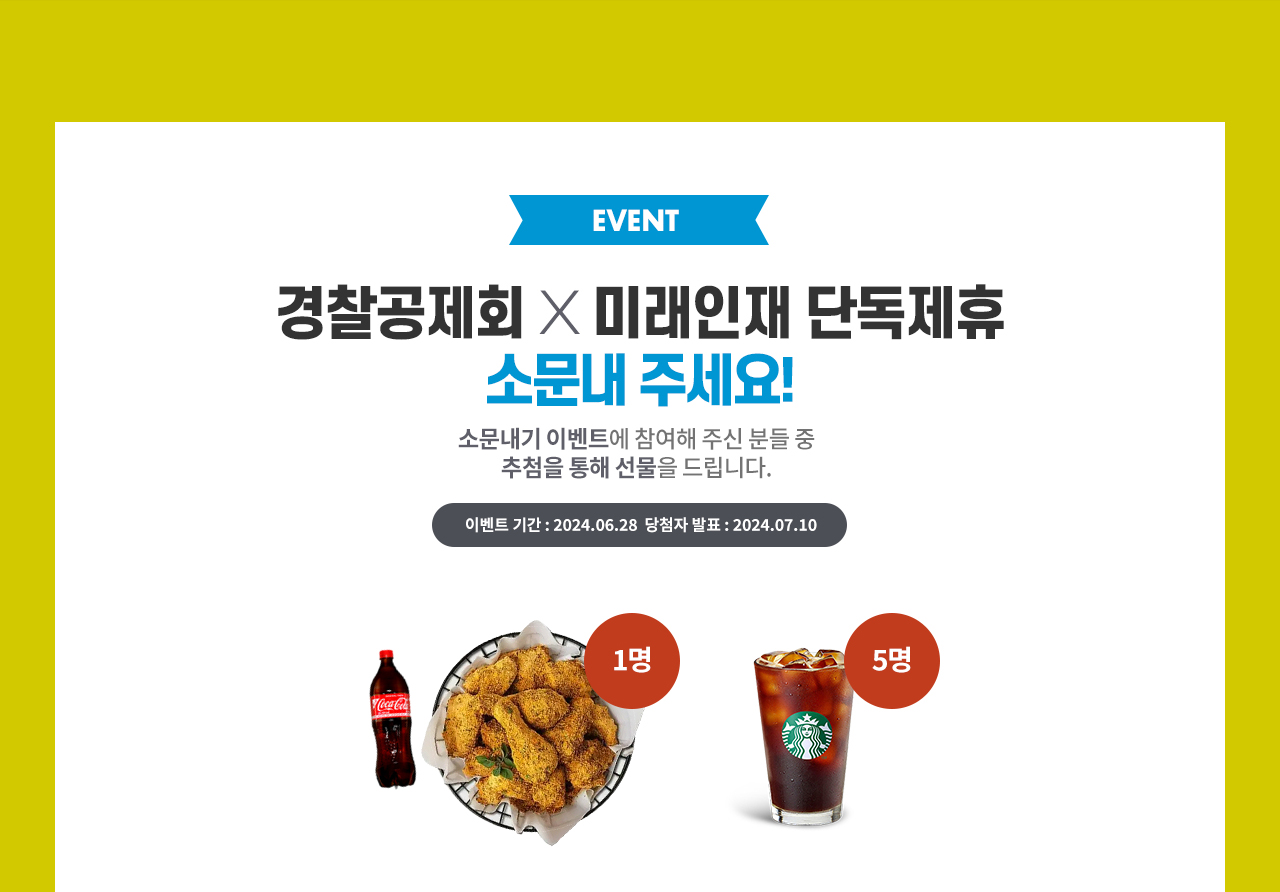 EVENT
경찰공제회 X 미래인재 단독제휴
소문내 주세요!
소문내기 이벤트에 참여해 주신 분들 중
추첨을 통해 선물을 드립니다.
이벤트 기간 : 2024.06.28 당첨자 발표 : 2024.07.10
1명
5명
Coca-Cola